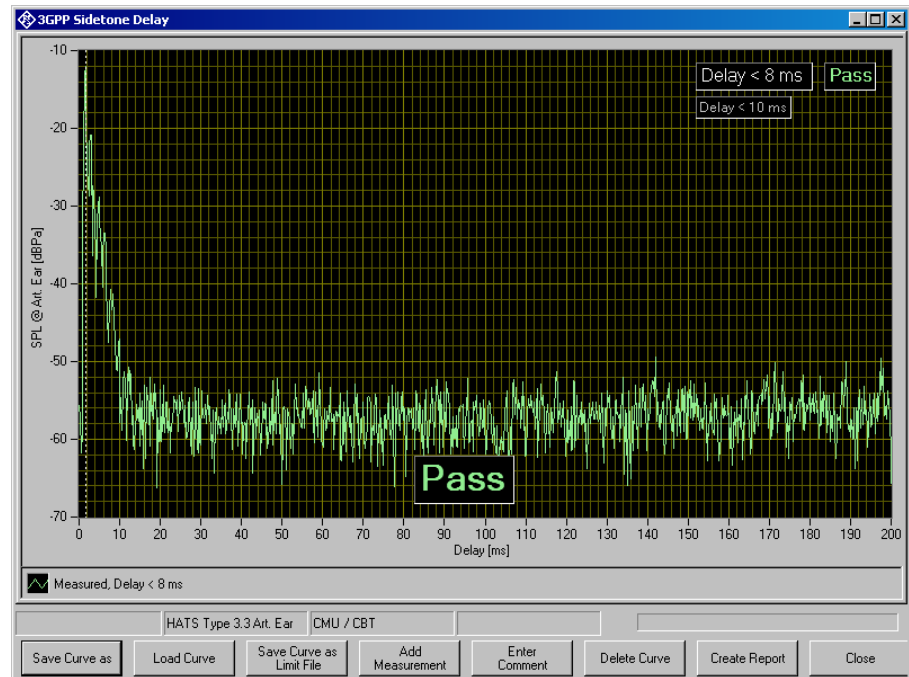 3GPP Sidetone Delay
-10
-20
-30
-40
-50
-60
-70
SPL @ Art. Ear [dBPa]
Delay < 8 ms
Pass
Delay < 10 ms
Pass
0 10 20 30 40 50 60 70 80 90 100 110 120 130 140 150 160 170 180 190 200
Delay [ms]
Measured, Delay < 8 ms
HATS Type 3.3 Art. Ear
CMU / CBT
Save Curve as
Load Curve
Save Curve as
Limit File
Add
Measurement
Enter
Comment
Delete Curve
Create Report
Close